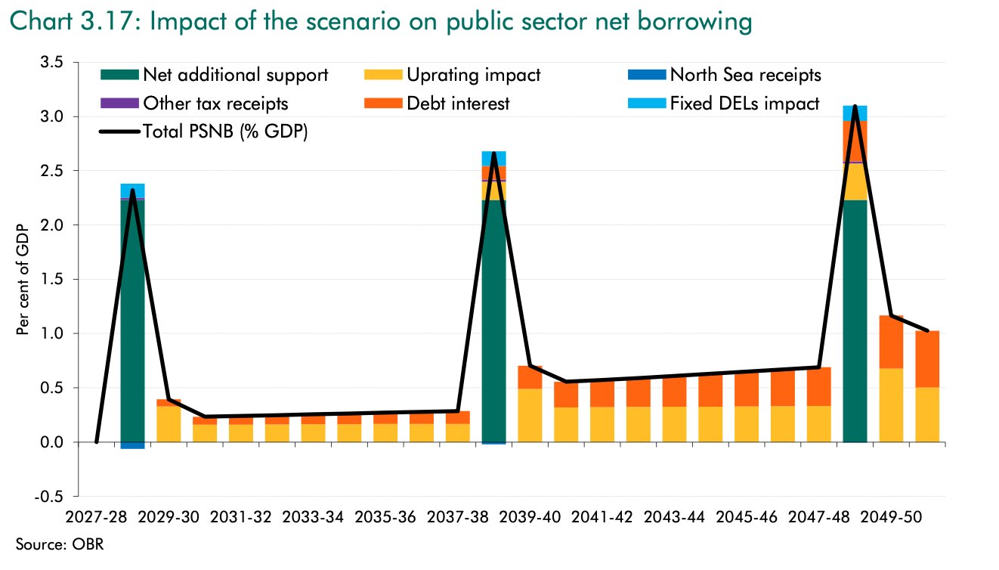 Chart 3.17: Impact of the scenario on public sector net borrowing
3.5
3.0
2.5
2.0
1.5
1.0
0.5
0.0
-0.5
Per cent of GDP
Net additional support Uprating impact North Sea receipts
Other tax receipts Debt interest Fixed DELs impact
Total PSNB (% GDP)
2027-28 2029-30 2031-32 2033-34 2035-36 2037-38 2039-40 2041-42 2043-44 2045-46 2047-48 2049-50
Source: OBR